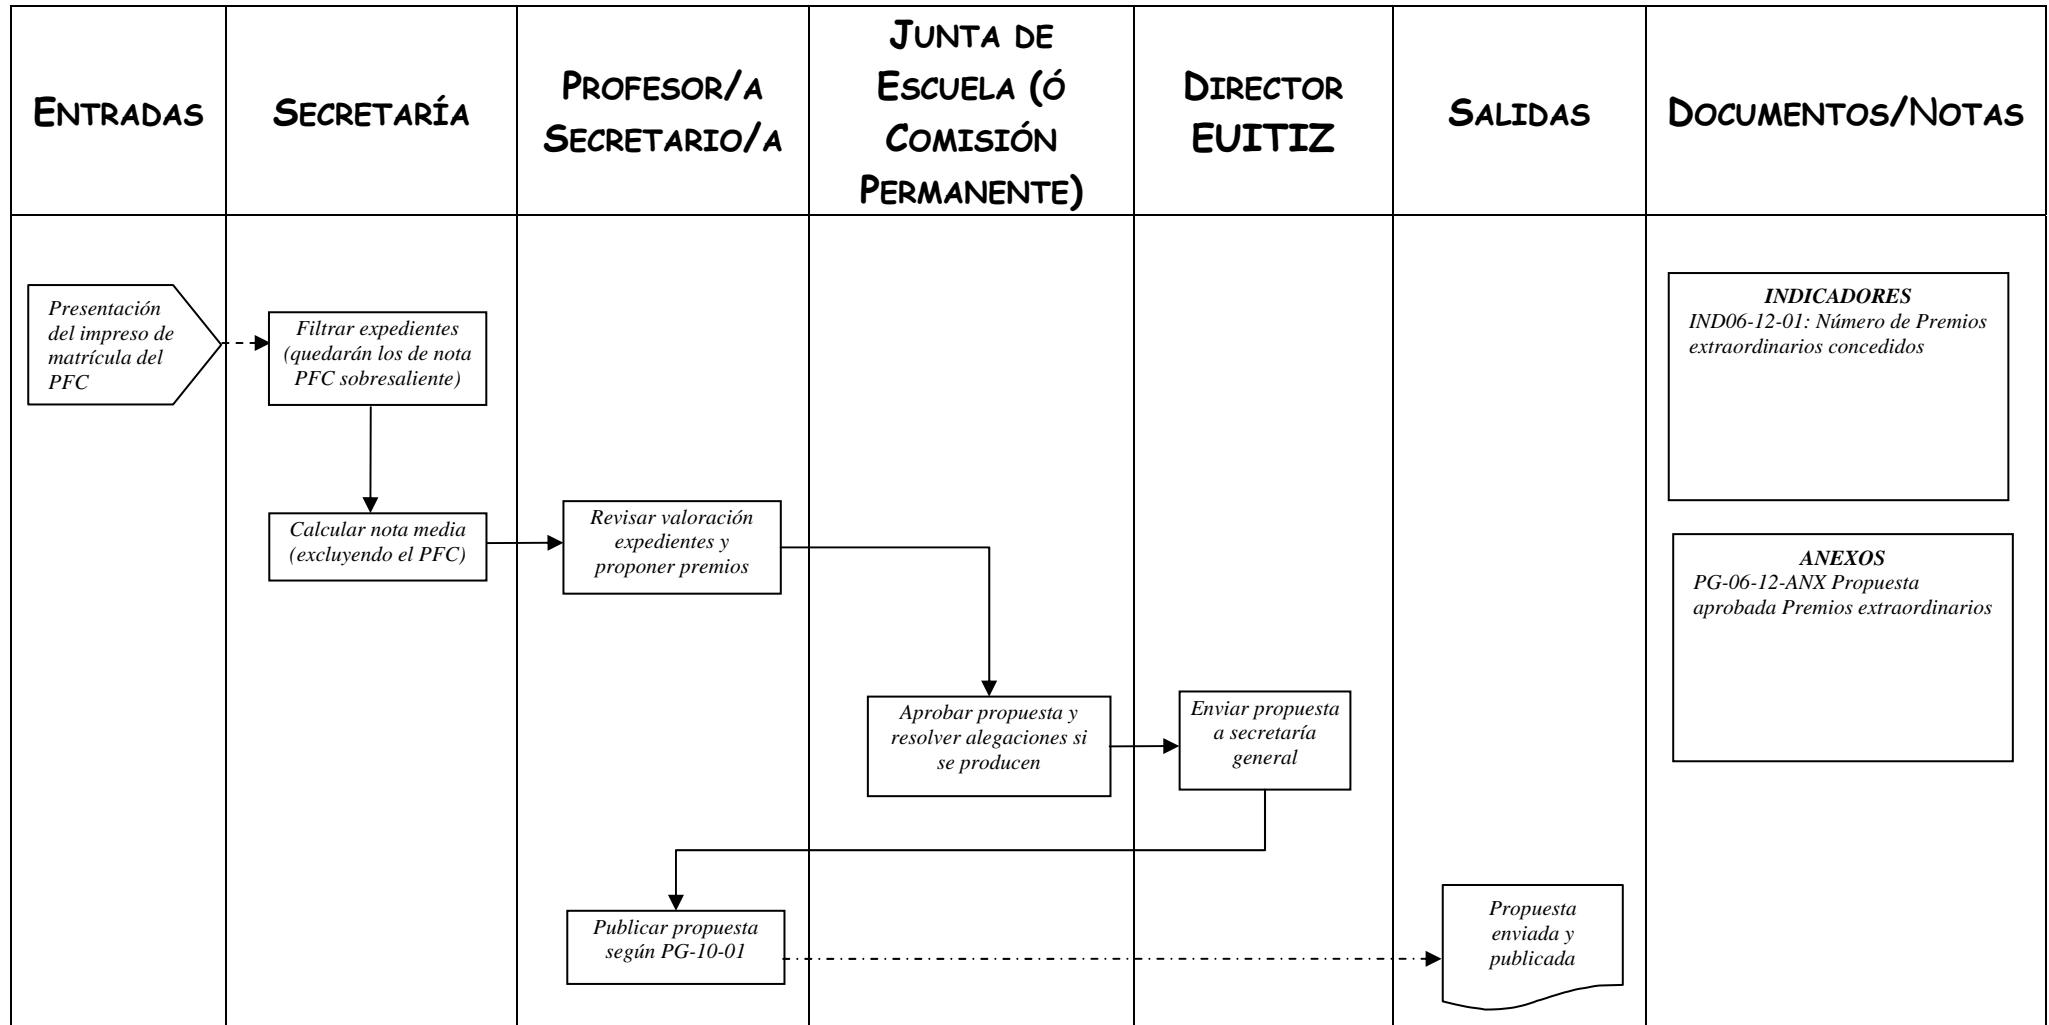 ENTRADAS
SECRETARÍA
PROFESOR/A
SECRETARIO/A
JUNTA DE
ESCUELA (Ó
COMISIÓN
PERMANENTE)
DIRECTOR
EUITIZ
SALIDAS
DOCUMENTOS/NOTAS
Presentación
del impreso de
matrícula del
PFC
Filtrar expedientes
(quedarán los de nota
PFC sobresaliente)
Calcular nota media
(excluyendo el PFC)
Revisar valoración
expedientes y
proponer premios
Aprobar propuesta y
resolver alegaciones si
se producen
Enviar propuesta
a secretaría
general
Publicar propuesta
según PG-10-01
Propuesta
enviada y
publicada
INDICADORES
IND06-12-01: Número de Premios
extraordinarios concedidos
ANEXOS
PG-06-12-ANX Propuesta
aprobada Premios extraordinarios